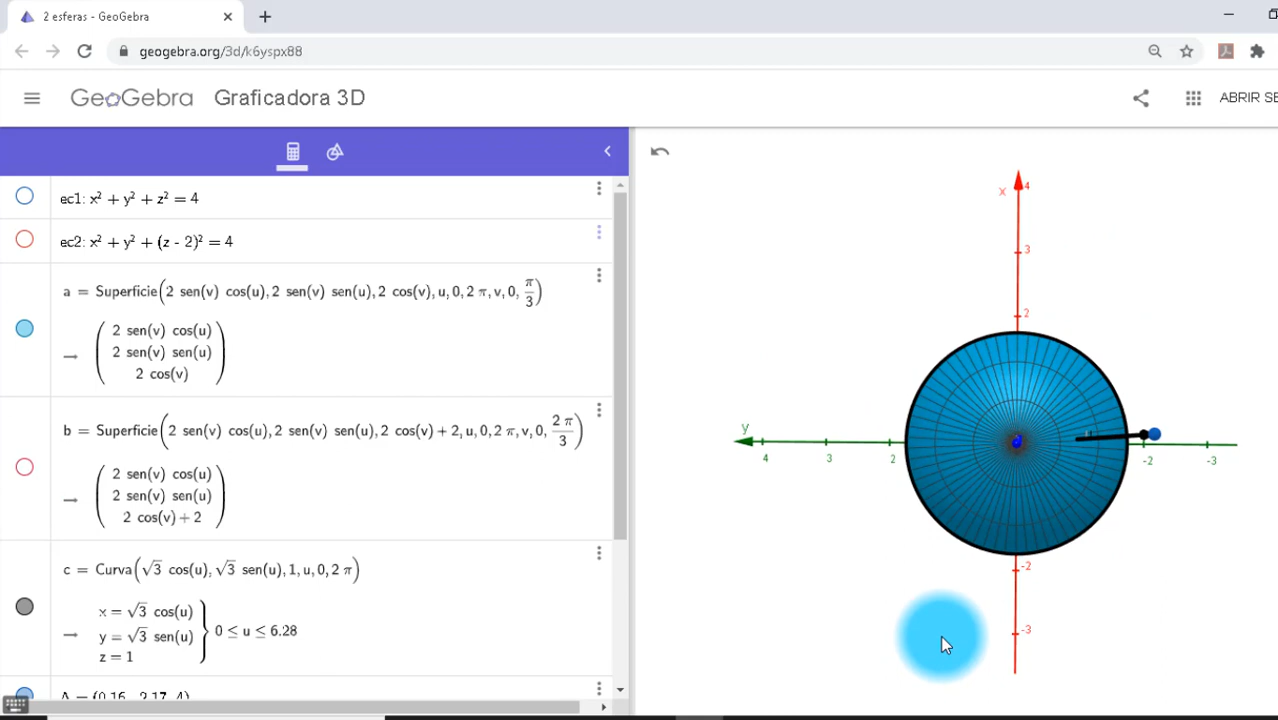 2 esferas - GeoGebra
geogebra.org/3d/k6yspx88
GeoGebra Graficadora 3D ABRIR SE
ec1: x² + y² + z² = 4
ec2: x² + y² + (z - 2)² = 4
a = Superficie(2 sen(v) cos(u), 2 sen(v) sen(u), 2 cos(v), u, 0, 2 π, v, 0, π/3)
→ (2 sen(v) cos(u)
2 sen(v) sen(u)
2 cos(v))
b = Superficie(2 sen(v) cos(u), 2 sen(v) sen(u), 2 cos(v) + 2, u, 0, 2 π, v, 0, 2 π/3)
→ (2 sen(v) cos(u)
2 sen(v) sen(u)
2 cos(v) + 2)
c = Curva(√3 cos(u), √3 sen(u), 1, u, 0, 2 π)
x = √3 cos(u)
→ y = √3 sen(u) } 0 ≤ u ≤ 6.28
z = 1
x 4
3
2
y
4 3 2 -2 -3
-2
-3